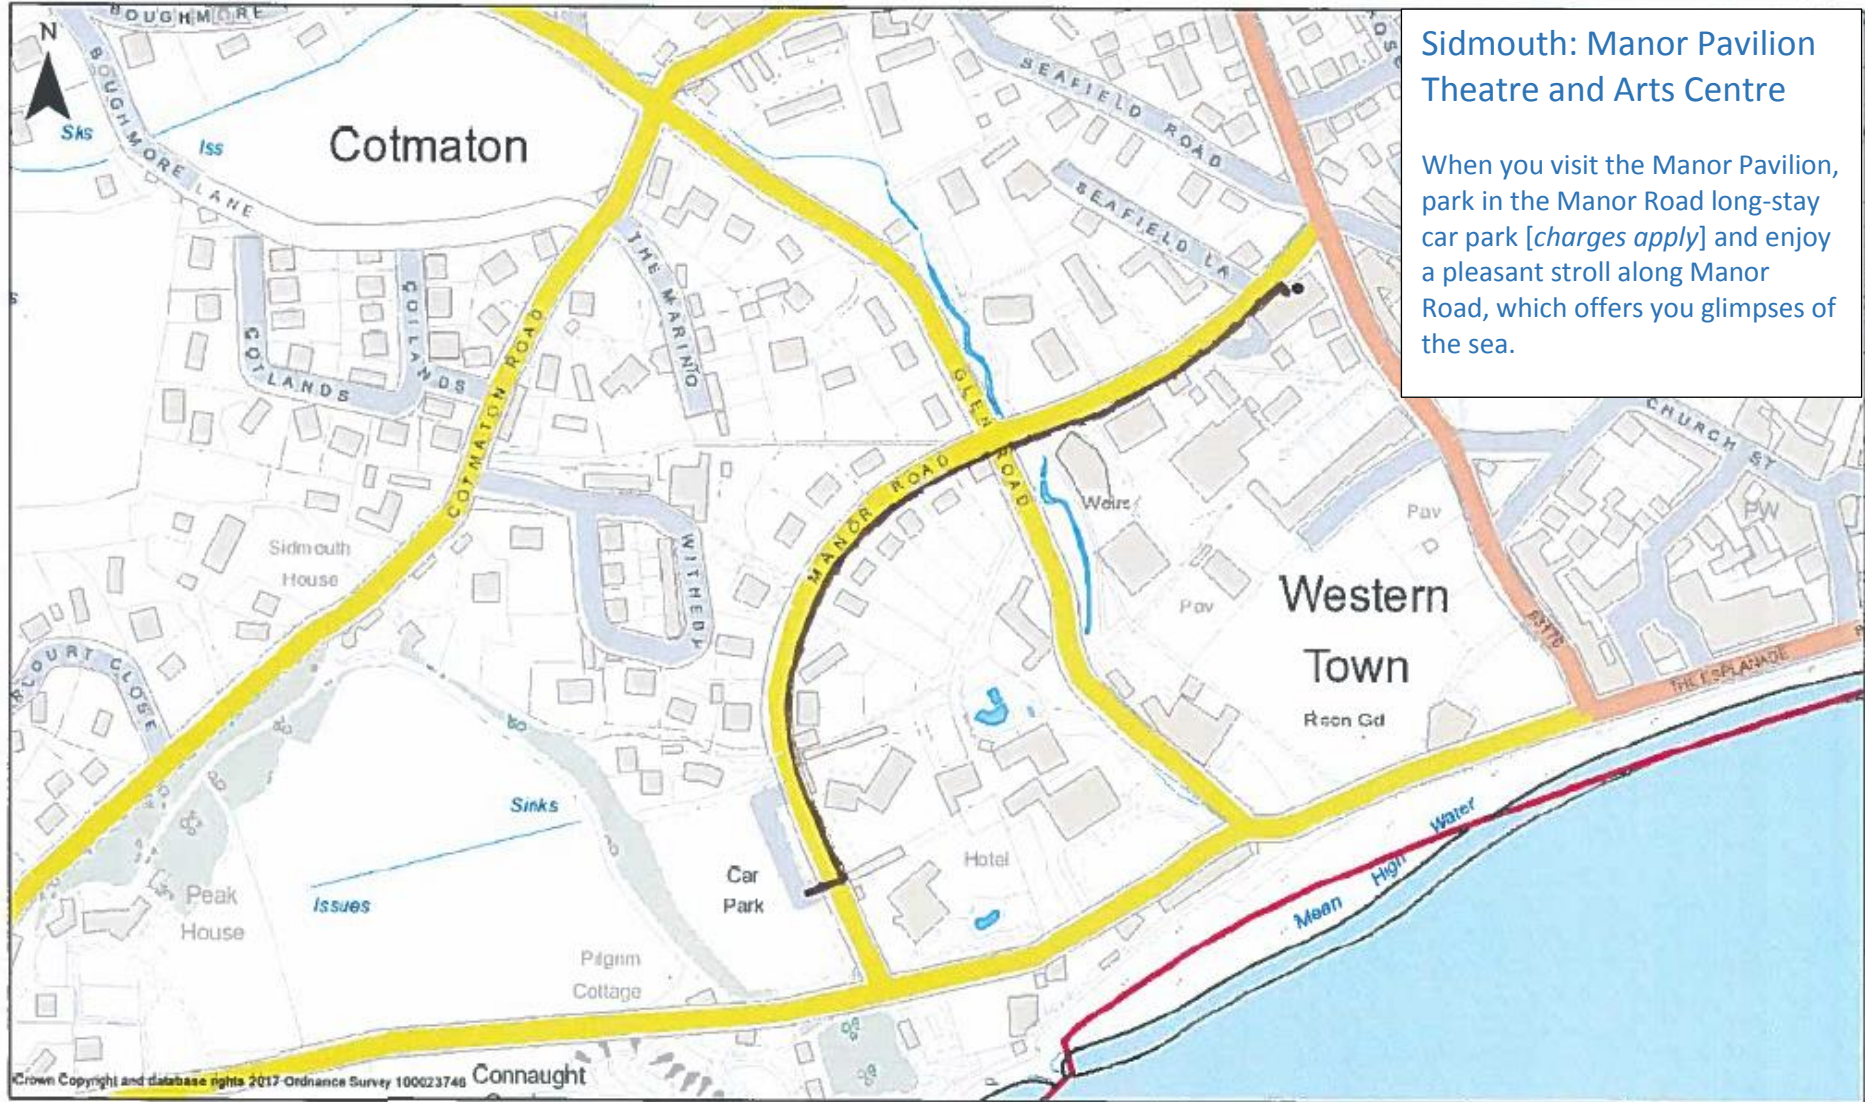 BOUGHMORE
N
BOUGHMORE LANE
Sks
Iss
Cotmaton
SEAFIELD ROAD
SEAFIELD LA
Sidmouth: Manor Pavilion
Theatre and Arts Centre
When you visit the Manor Pavilion,
park in the Manor Road long-stay
car park [charges apply] and enjoy
a pleasant stroll along Manor
Road, which offers you glimpses of
the sea.
THE MARINO
COTLANDS
COTLANDS
COTMATON ROAD
GLEN ROAD
MANOR ROAD
CHURCH ST
Weirs
Pav
PW
Sidmouth
House
WITHEBY
Pav
Western
Town
B3176
THE ESPLANADE
COURT CLOSE
Recn Gd
Sinks
Issues
Car
Park
Hotel
Mean High Water
Peak
House
Pilgrim
Cottage
Crown Copyright and database rights 2017 Ordnance Survey 100023746
Connaught